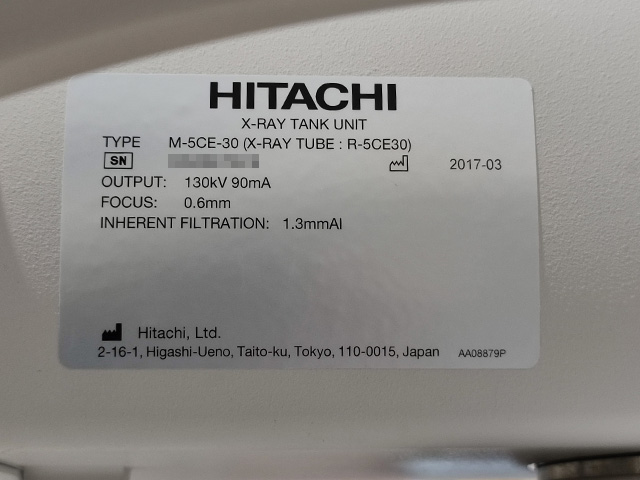 HITACHI
X-RAY TANK UNIT
TYPE M-5CE-30 (X-RAY TUBE : R-5CE30)
SN 2017-03
OUTPUT: 130kV 90mA
FOCUS: 0.6mm
INHERENT FILTRATION: 1.3mmAl
Hitachi, Ltd.
2-16-1, Higashi-Ueno, Taito-ku, Tokyo, 110-0015, Japan AA08879P